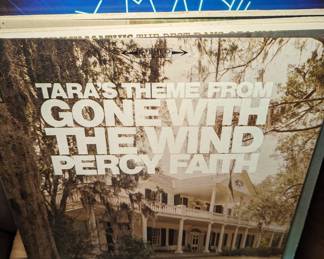 TARA'S THEME FROM
GONE WITH
THE WIND
PERCY FAITH